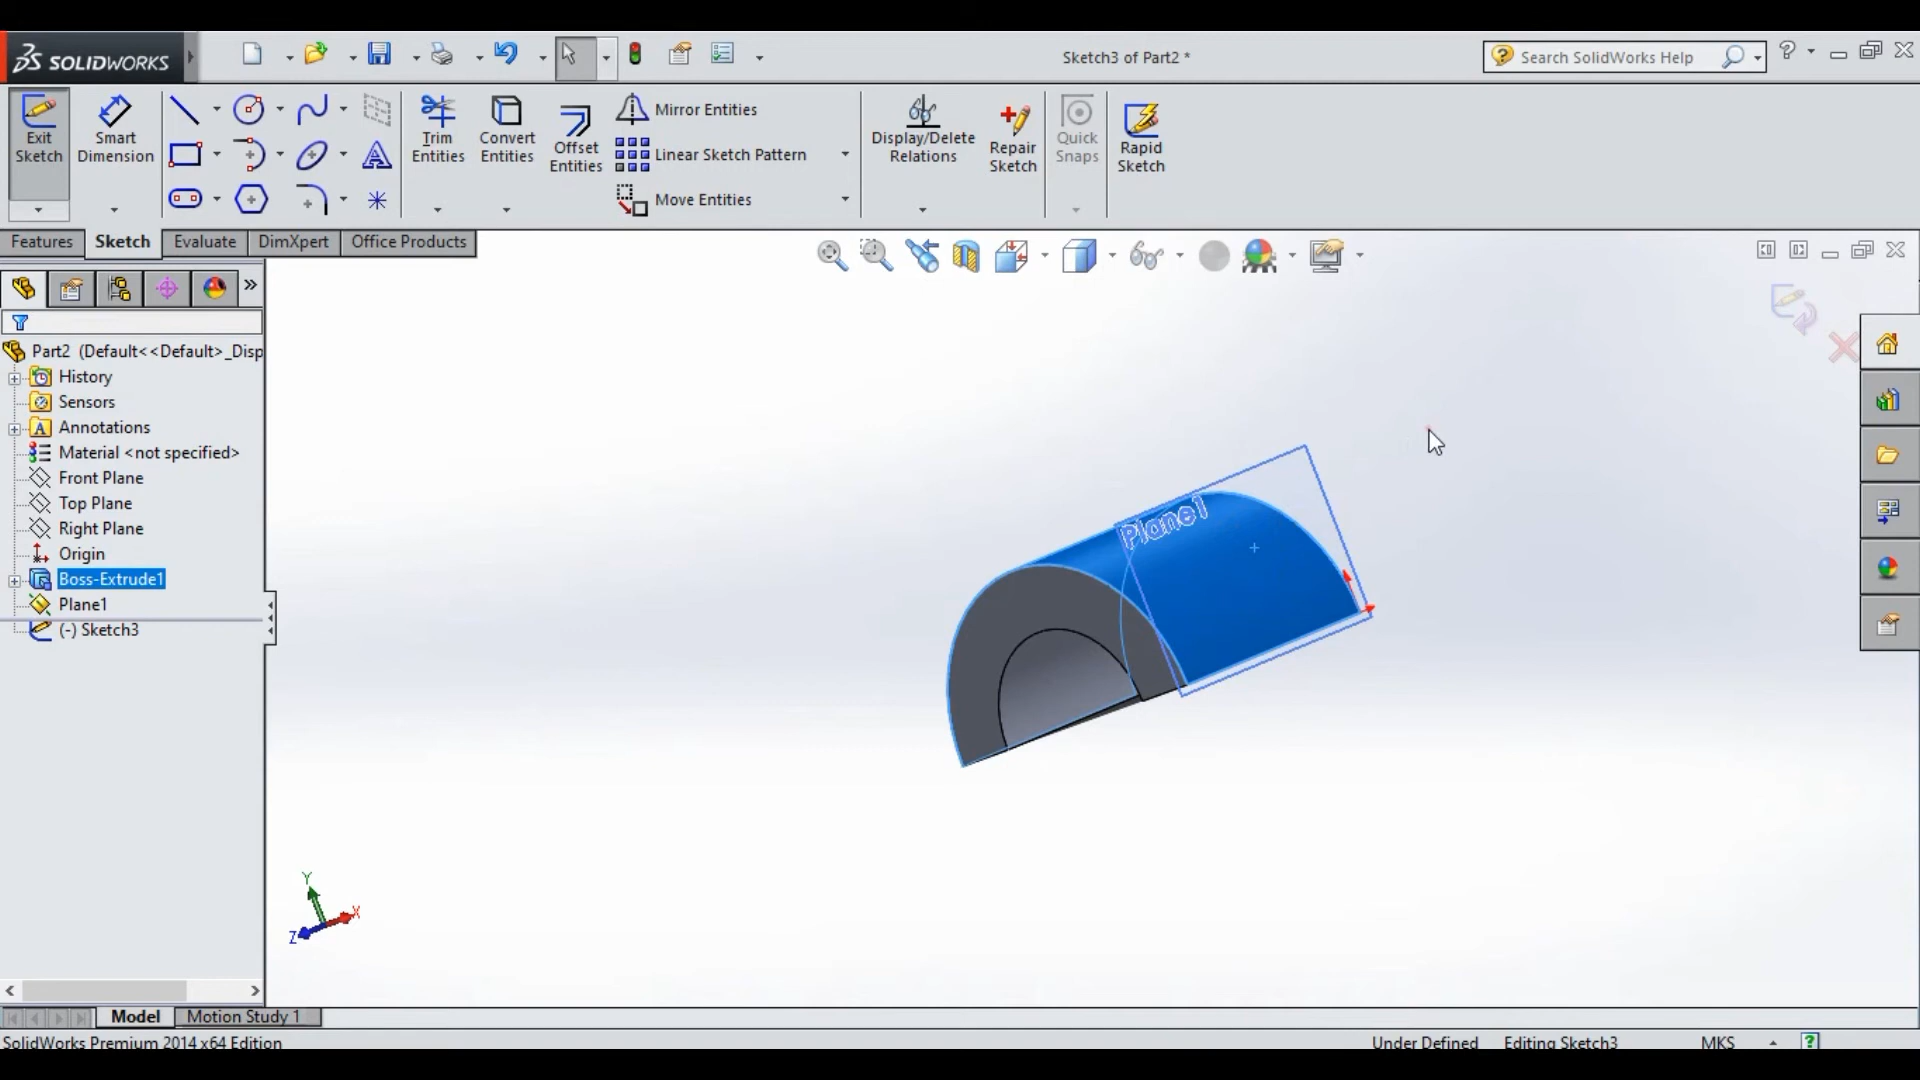 SOLIDWORKS
Sketch3 of Part2 *
Search SolidWorks Help
Exit Sketch
Smart Dimension
Trim Entities
Convert Entities
Offset Entities
Mirror Entities
Linear Sketch Pattern
Move Entities
Display/Delete Relations
Repair Sketch
Quick Snaps
Rapid Sketch
Features
Sketch
Evaluate
DimXpert
Office Products
Part2 (Default<<Default>_Disp
History
Sensors
Annotations
Material <not specified>
Front Plane
Top Plane
Right Plane
Origin
Boss-Extrude1
Plane1
(-) Sketch3
Plane1
Y
X
Z
Model
Motion Study 1
SolidWorks Premium 2014 x64 Edition
Under Defined
Editing Sketch3
MKS